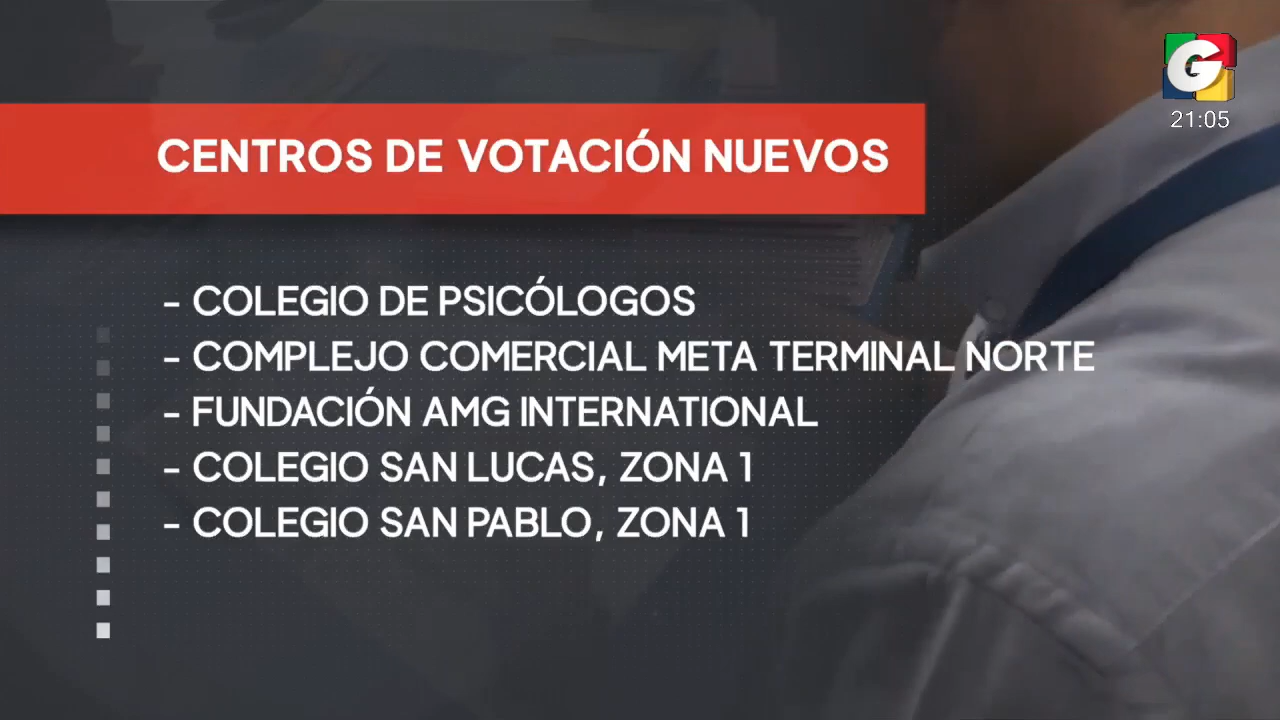 G
21:05
CENTROS DE VOTACIÓN NUEVOS
- COLEGIO DE PSICÓLOGOS
- COMPLEJO COMERCIAL META TERMINAL NORTE
- FUNDACIÓN AMG INTERNATIONAL
- COLEGIO SAN LUCAS, ZONA 1
- COLEGIO SAN PABLO, ZONA 1